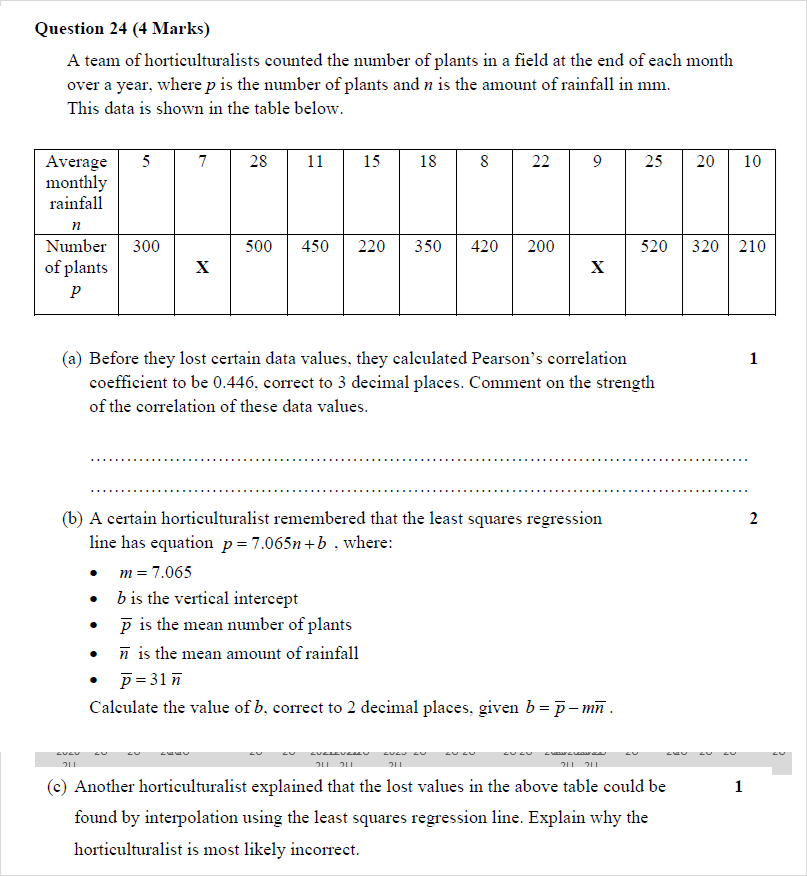 Question 24 (4 Marks)
A team of horticulturalists counted the number of plants in a field at the end of each month
over a year, where p is the number of plants and n is the amount of rainfall in mm.
This data is shown in the table below.
Average monthly rainfall n 5 7 28 11 15 18 8 22 9 25 20 10
Number of plants p 300 X 500 450 220 350 420 200 X 520 320 210
(a) Before they lost certain data values, they calculated Pearson’s correlation 1
coefficient to be 0.446, correct to 3 decimal places. Comment on the strength
of the correlation of these data values.
(b) A certain horticulturalist remembered that the least squares regression 2
line has equation p = 7.065n + b , where:
• m = 7.065
• b is the vertical intercept
• p̅ is the mean number of plants
• n̅ is the mean amount of rainfall
• p̅ = 31 n̅
Calculate the value of b, correct to 2 decimal places, given b = p̅ − mn̅ .
(c) Another horticulturalist explained that the lost values in the above table could be 1
found by interpolation using the least squares regression line. Explain why the
horticulturalist is most likely incorrect.